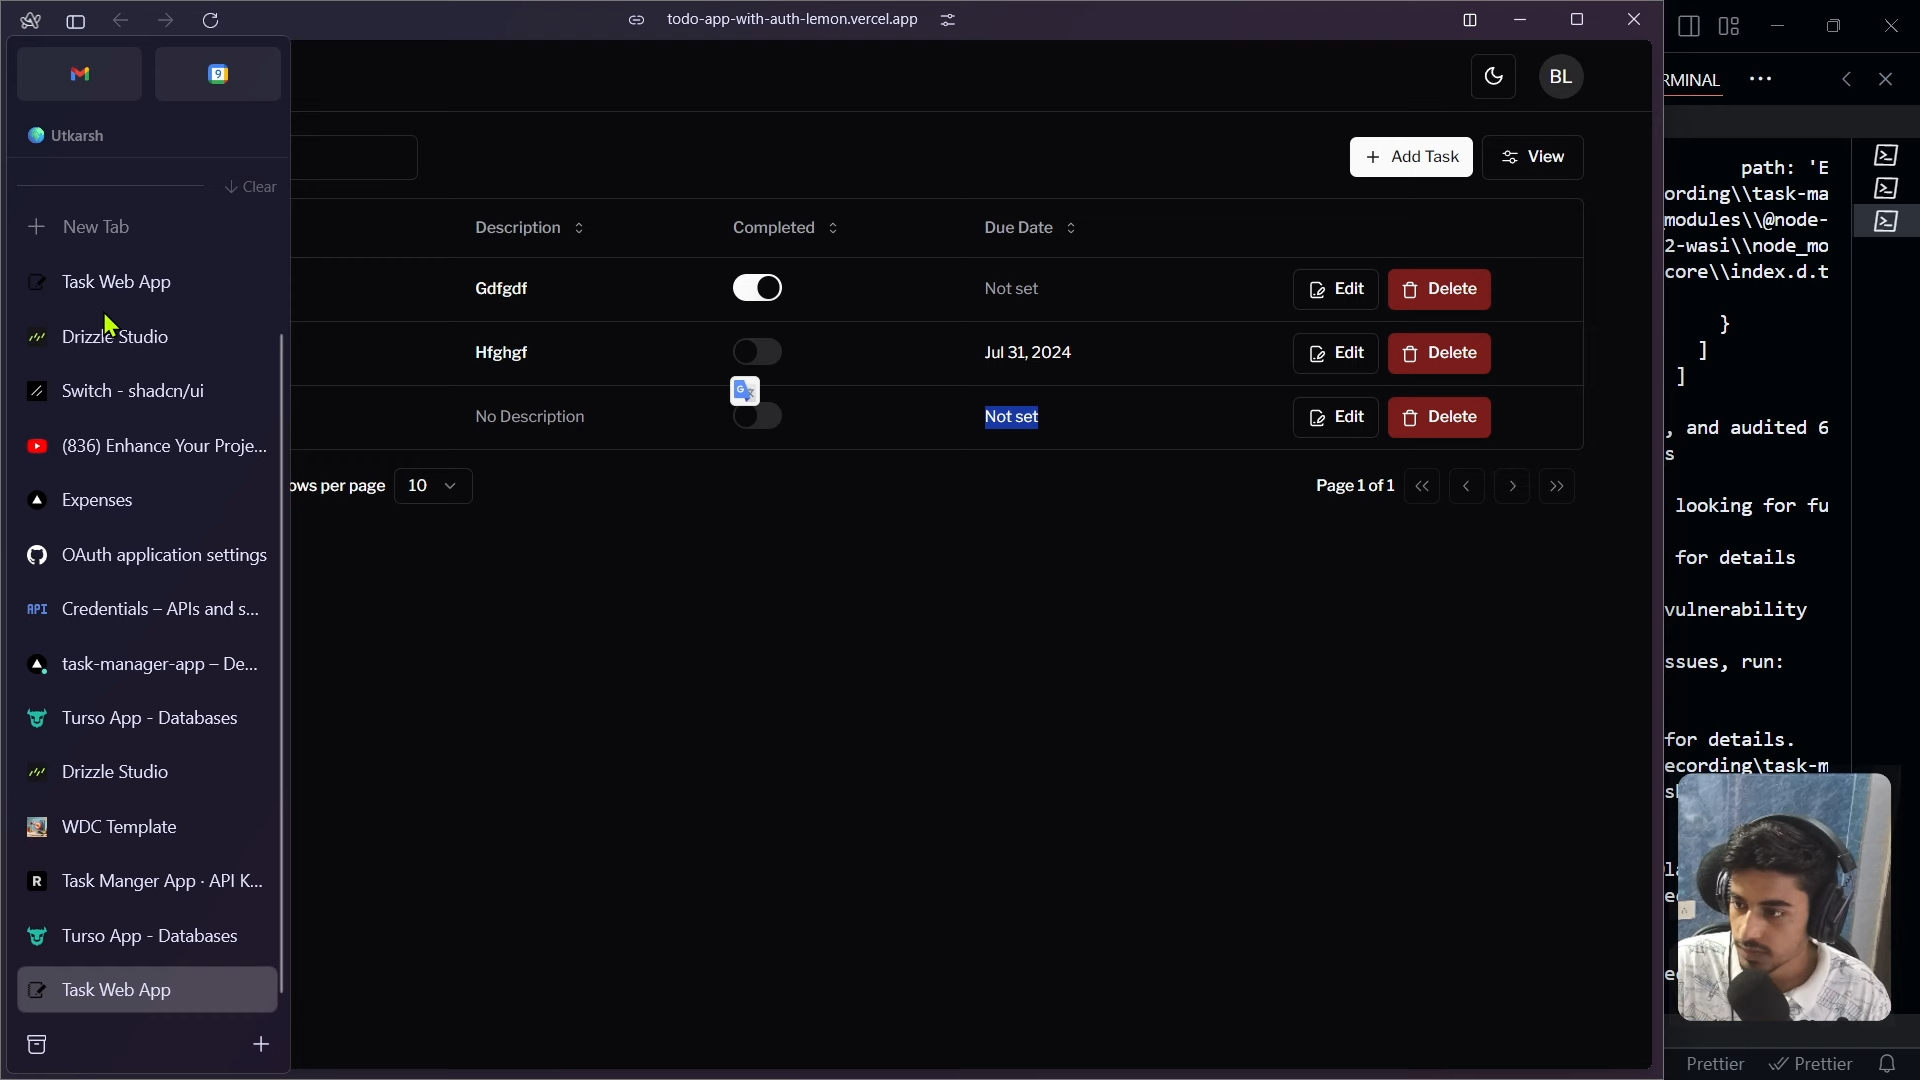 todo-app-with-auth-lemon.vercel.app
9
Utkarsh
Clear
New Tab
Task Web App
Drizzle Studio
Switch - shadcn/ui
(836) Enhance Your Proje...
Expenses
OAuth application settings
API Credentials – APIs and s...
task-manager-app – De...
Turso App - Databases
Drizzle Studio
WDC Template
R Task Manger App · API K...
Turso App - Databases
Task Web App
BL
+ Add Task
View
Description
Completed
Due Date
Gdfgdf
Not set
Edit
Delete
Hfghgf
Jul 31, 2024
Edit
Delete
No Description
Not set
Edit
Delete
ows per page
10
Page 1 of 1
RMINAL
path: 'E
ording\\task-ma
modules\\@node-
2-wasi\\node_mo
core\\index.d.t
}
]
]
, and audited 6
s
looking for fu
for details
vulnerability
ssues, run:
for details.
ecording\task-m
Prettier
Prettier